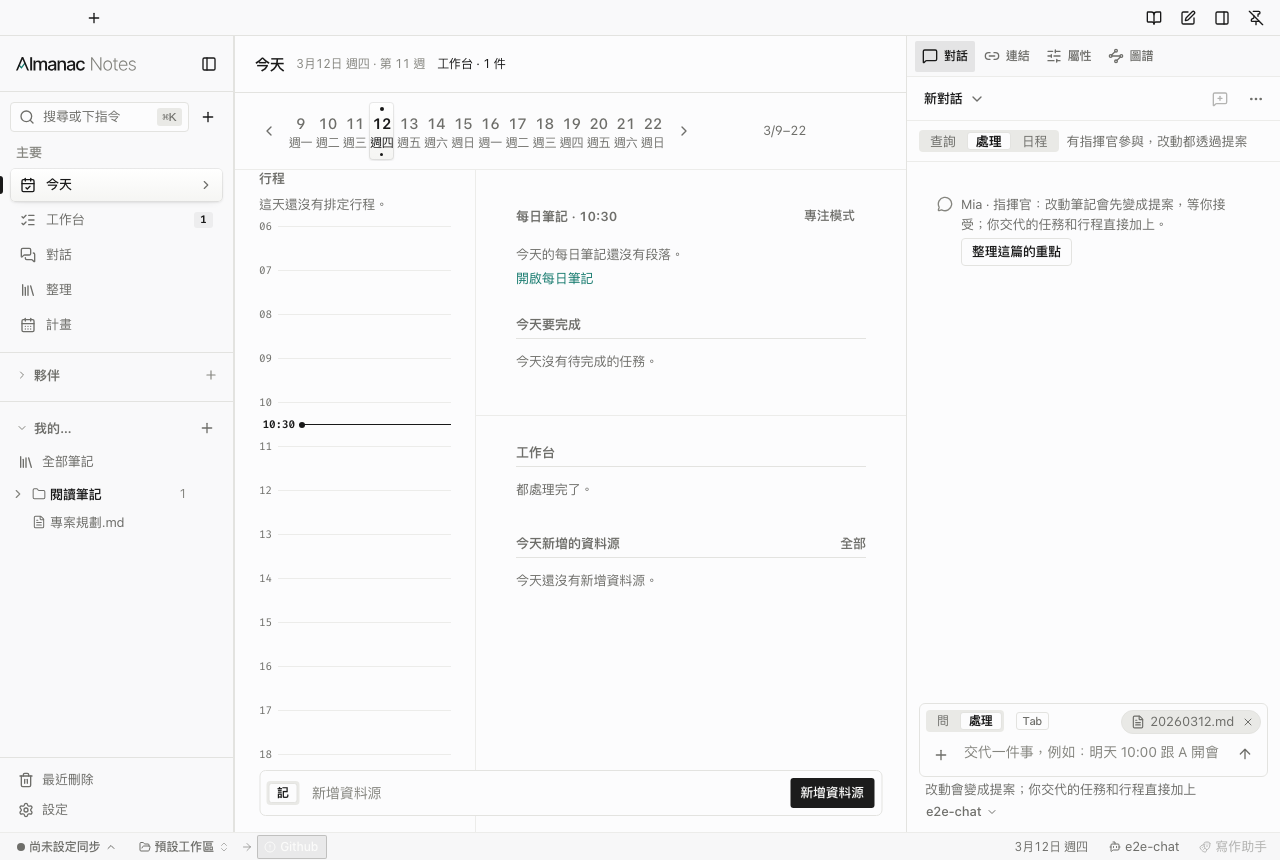 Almanac Notes
搜尋或下指令 ⌘K
主要
今天
工作台 1
對話
整理
計畫
夥伴
我的...
全部筆記
閱讀筆記 1
專案規劃.md
最近刪除
設定
今天 3月12日 週四 · 第 11 週 工作台 · 1 件
9 10 11 12 13 14 15 16 17 18 19 20 21 22
週一 週二 週三 週四 週五 週六 週日 週一 週二 週三 週四 週五 週六 週日
3/9–22
行程
這天還沒有排定行程。
06
07
08
09
10
10:30
11
12
13
14
15
16
17
18
每日筆記 · 10:30 專注模式
今天的每日筆記還沒有段落。
開啟每日筆記
今天要完成
今天沒有待完成的任務。
工作台
都處理完了。
今天新增的資料源 全部
今天還沒有新增資料源。
記 新增資料源 新增資料源
對話 連結 屬性 圖譜
新對話
查詢 處理 日程 有指揮官參與，改動都透過提案
Mia · 指揮官：改動筆記會先變成提案，等你接
受；你交代的任務和行程直接加上。
整理這篇的重點
問 處理 Tab 20260312.md
交代一件事，例如：明天 10:00 跟 A 開會
改動會變成提案；你交代的任務和行程直接加上
e2e-chat
尚未設定同步 預設工作區 Github 3月12日 週四 e2e-chat 寫作助手